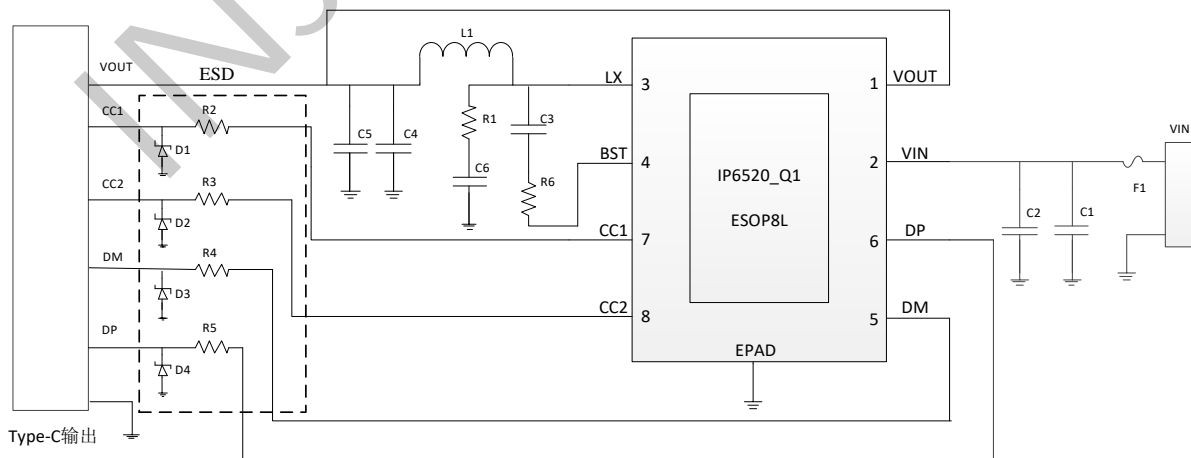 INJ
VOUT
ESD
L1
LX
3
1
VOUT
CC1
R2
D1
C5
C4
R1
C3
C6
R6
BST
4
2
VIN
VIN
F1
IP6520_Q1
ESOP8L
CC2
R3
D2
CC1
7
6
DP
C2
C1
DM
R4
D3
CC2
8
5
DM
DP
R5
D4
EPAD
Type-C输出